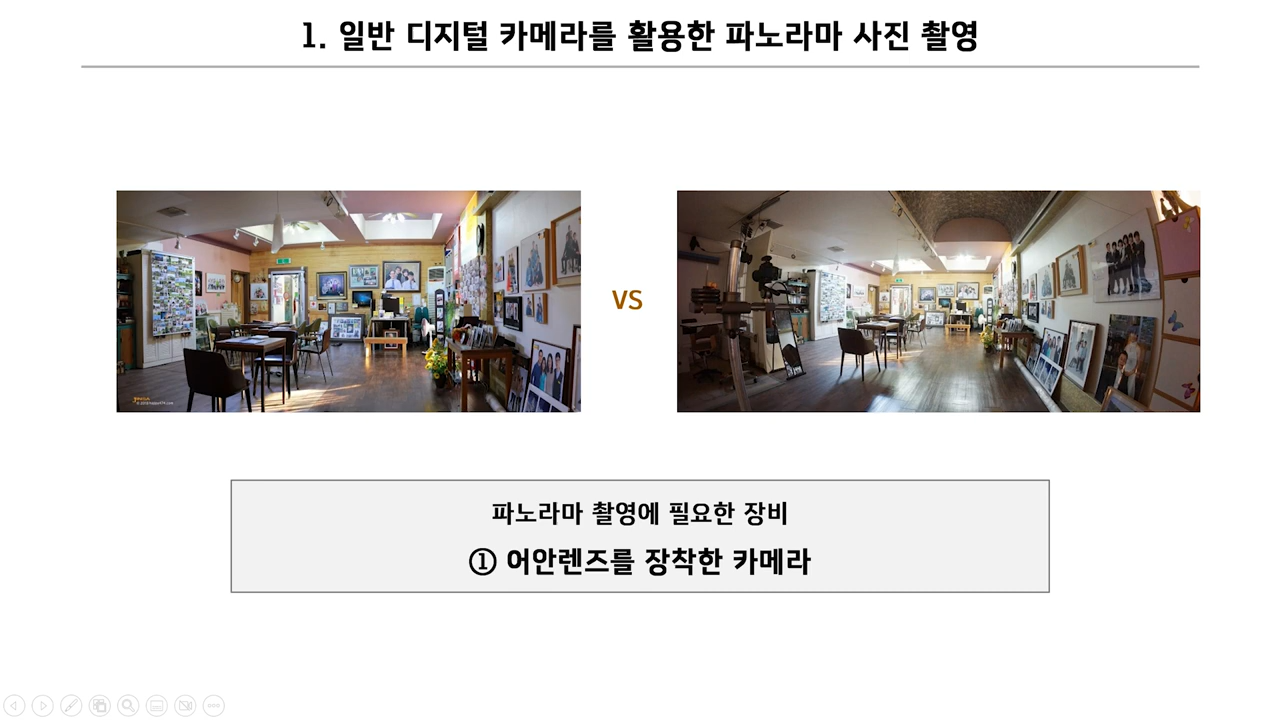 1. 일반 디지털 카메라를 활용한 파노라마 사진 촬영
VS
파노라마 촬영에 필요한 장비
① 어안렌즈를 장착한 카메라